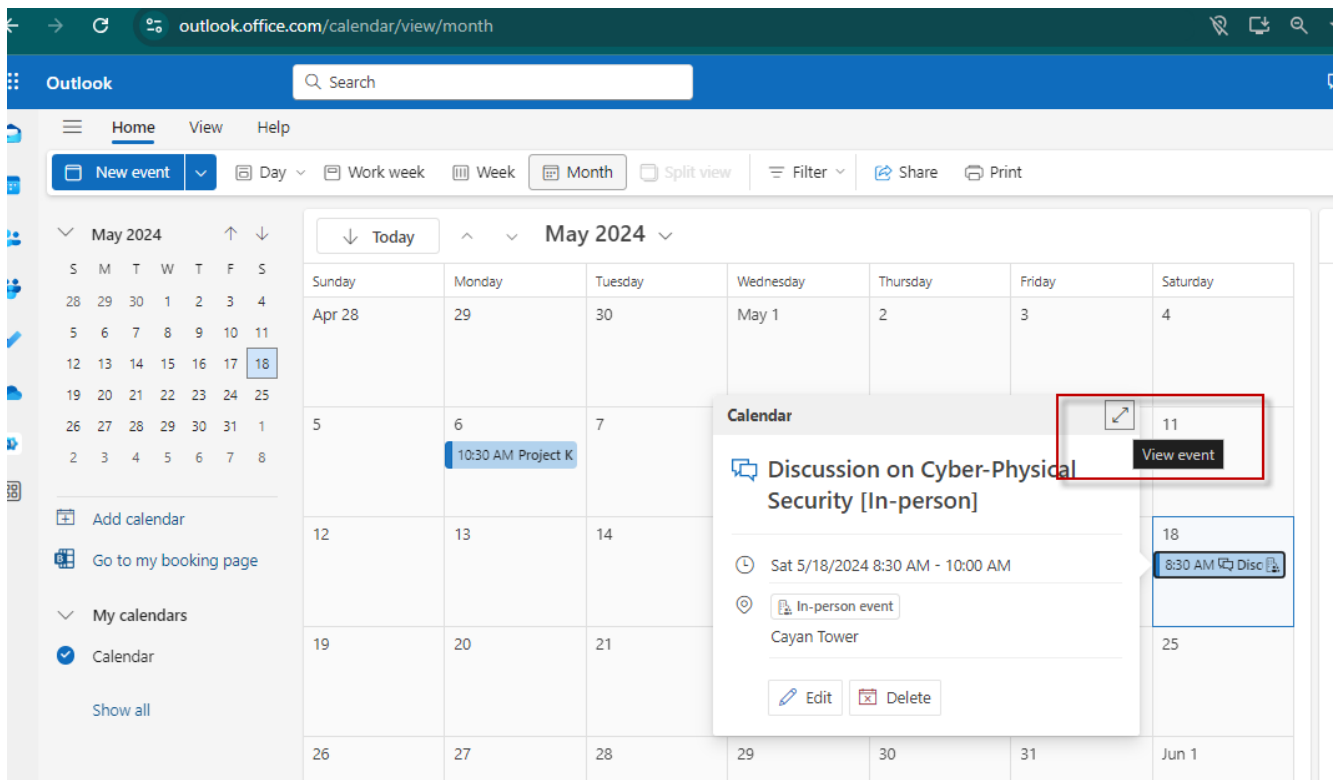 outlook.office.com/calendar/view/month
Outlook
Search
Home View Help
New event Day Work week Week Month Split view Filter Share Print
May 2024
S M T W T F S
28 29 30 1 2 3 4
5 6 7 8 9 10 11
12 13 14 15 16 17 18
19 20 21 22 23 24 25
26 27 28 29 30 31 1
2 3 4 5 6 7 8
Add calendar
Go to my booking page
My calendars
Calendar
Show all
Today May 2024
Sunday Monday Tuesday Wednesday Thursday Friday Saturday
Apr 28 29 30 May 1 2 3 4
5 6 7 11
10:30 AM Project K
12 13 14 18
8:30 AM Disc
19 20 21 25
26 27 28 29 30 31 Jun 1
Calendar
View event
Discussion on Cyber-Physical
Security [In-person]
Sat 5/18/2024 8:30 AM - 10:00 AM
In-person event
Cayan Tower
Edit Delete